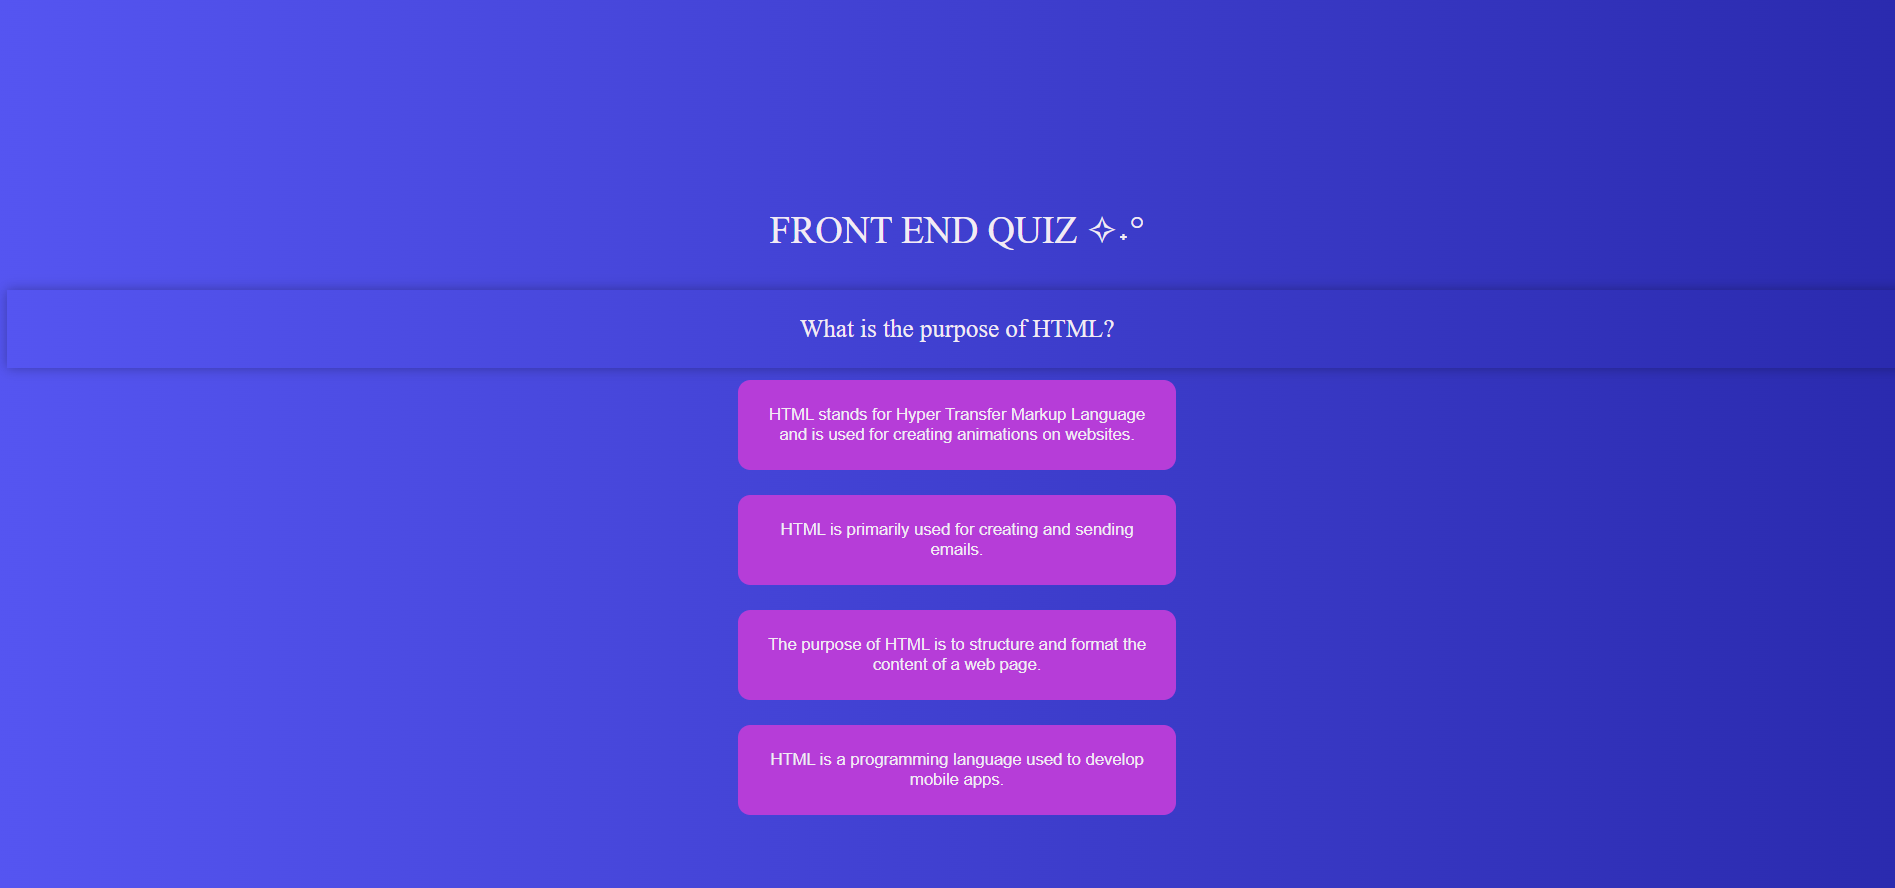 FRONT END QUIZ ✧˖°
What is the purpose of HTML?
HTML stands for Hyper Transfer Markup Language
and is used for creating animations on websites.
HTML is primarily used for creating and sending
emails.
The purpose of HTML is to structure and format the
content of a web page.
HTML is a programming language used to develop
mobile apps.